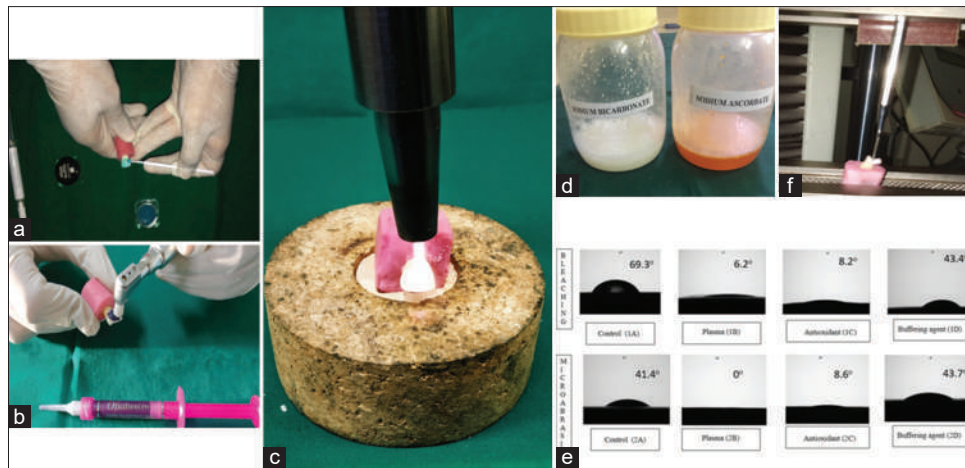 a
b
Opalustre
c
d
SODIUM BICARBONATE
SODIUM ASCORBATE
f
BLEACHING
69.3°
6.2°
8.2°
43.4°
Control (1A)
Plasma (1B)
Antioxidant (1C)
Buffering agent (1D)
MICROABRASI
41.4°
0°
8.6°
43.7°
Control (2A)
Plasma (2B)
Antioxidant (2C)
Buffering agent (2D)
e